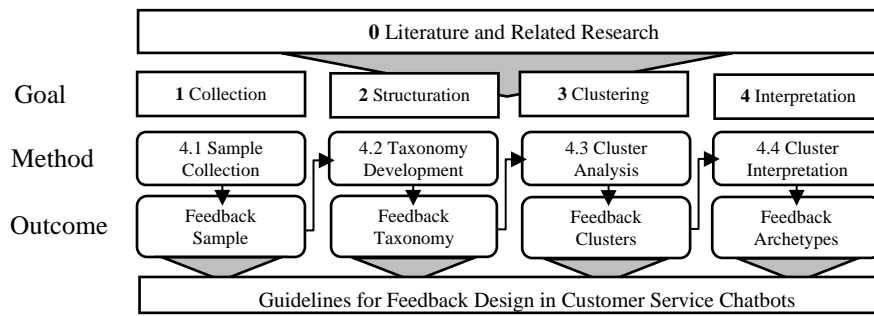 0 Literature and Related Research
Goal
1 Collection
2 Structuration
3 Clustering
4 Interpretation
Method
4.1 Sample
Collection
4.2 Taxonomy
Development
4.3 Cluster
Analysis
4.4 Cluster
Interpretation
Outcome
Feedback
Sample
Feedback
Taxonomy
Feedback
Clusters
Feedback
Archetypes
Guidelines for Feedback Design in Customer Service Chatbots